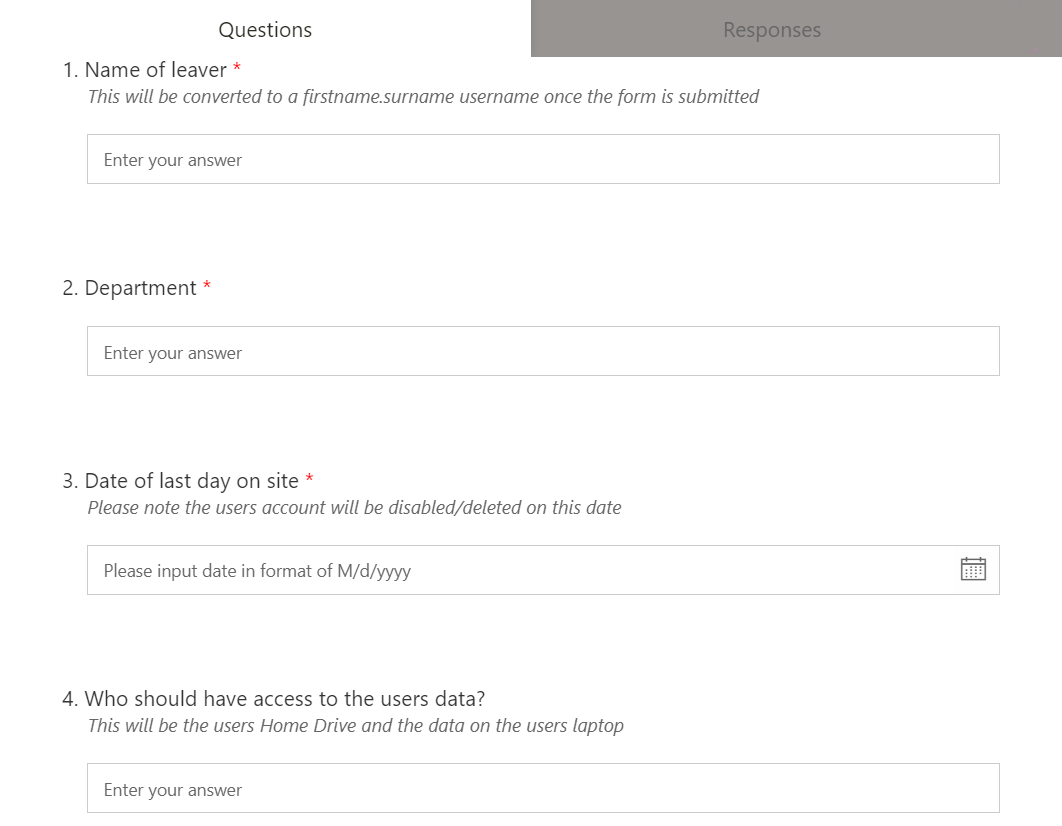 Questions
Responses
1. Name of leaver *
This will be converted to a firstname.surname username once the form is submitted
Enter your answer
2. Department *
Enter your answer
3. Date of last day on site *
Please note the users account will be disabled/deleted on this date
Please input date in format of M/d/yyyy
4. Who should have access to the users data?
This will be the users Home Drive and the data on the users laptop
Enter your answer